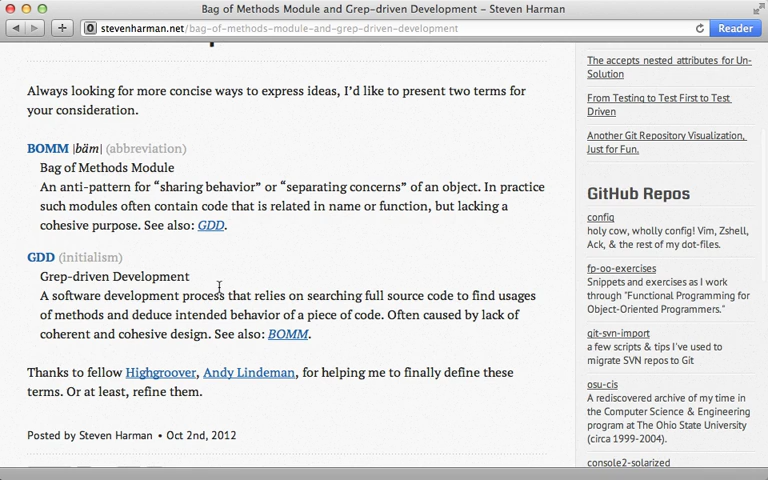 Bag of Methods Module and Grep-driven Development – Steven Harman
stevenharman.net/bag-of-methods-module-and-grep-driven-development
Reader
Always looking for more concise ways to express ideas, I’d like to present two terms for
your consideration.
BOMM |bäm| (abbreviation)
Bag of Methods Module
An anti-pattern for “sharing behavior” or “separating concerns” of an object. In practice
such modules often contain code that is related in name or function, but lacking a
cohesive purpose. See also: GDD.
GDD (initialism)
Grep-driven Development
A software development process that relies on searching full source code to find usages
of methods and deduce intended behavior of a piece of code. Often caused by lack of
coherent and cohesive design. See also: BOMM.
Thanks to fellow Highgroover, Andy Lindeman, for helping me to finally define these
terms. Or at least, refine them.
Posted by Steven Harman • Oct 2nd, 2012
The accepts nested attributes for Un-
Solution
From Testing to Test First to Test
Driven
Another Git Repository Visualization,
Just for Fun.
GitHub Repos
config
holy cow, wholly config! Vim, Zshell,
Ack, & the rest of my dot-files.
fp-oo-exercises
Snippets and exercises as I work
through "Functional Programming for
Object-Oriented Programmers."
git-svn-import
a few scripts & tips I've used to
migrate SVN repos to Git
osu-cis
A rediscovered archive of my time in
the Computer Science & Engineering
program at The Ohio State University
(circa 1999-2004).
console2-solarized